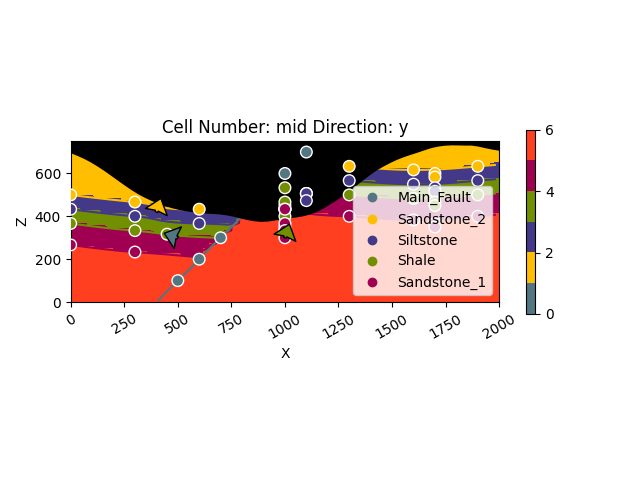 Cell Number: mid Direction: y
Z
600
400
200
0
0
250
500
750
1000
1250
1500
1750
2000
X
Main_Fault
Sandstone_2
Siltstone
Shale
Sandstone_1
6
4
2
0